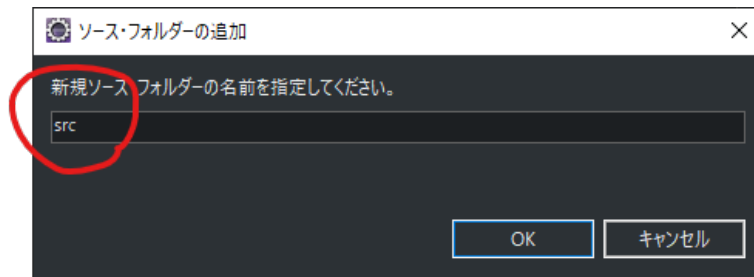 ソース・フォルダーの追加
新規ソース・フォルダーの名前を指定してください。
src
OK
キャンセル